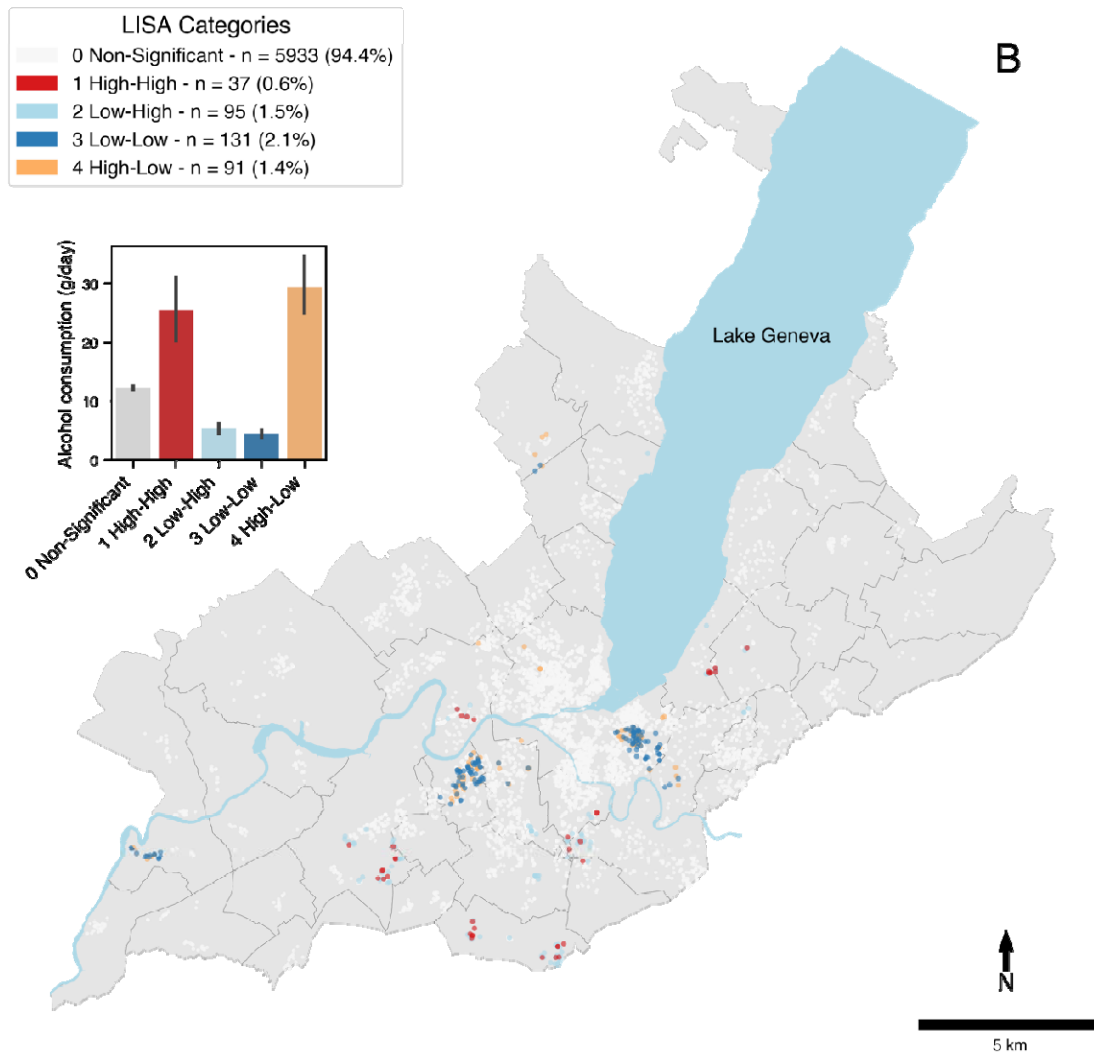 LISA Categories
0 Non-Significant - n = 5933 (94.4%)
1 High-High - n = 37 (0.6%)
2 Low-High - n = 95 (1.5%)
3 Low-Low - n = 131 (2.1%)
4 High-Low - n = 91 (1.4%)
B
Alcohol consumption (g/day)
30
20
10
0
0 Non-Significant
1 High-High
2 Low-High
3 Low-Low
4 High-Low
Lake Geneva
N
5 km